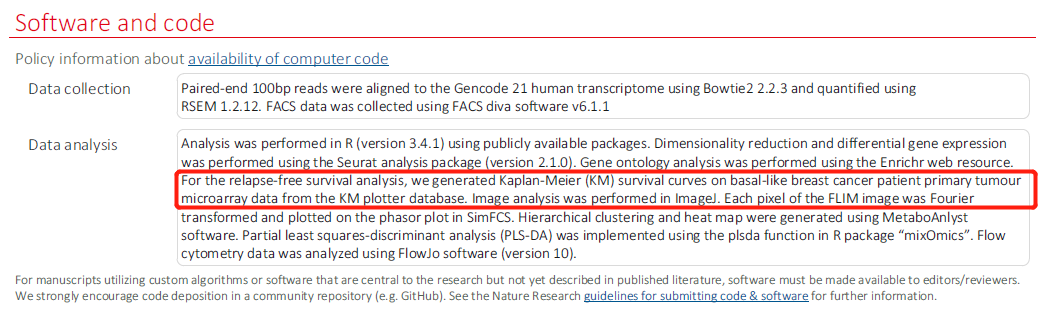 Software and code
Policy information about availability of computer code
Data collection
Paired-end 100bp reads were aligned to the Gencode 21 human transcriptome using Bowtie2 2.2.3 and quantified using
RSEM 1.2.12. FACS data was collected using FACS diva software v6.1.1
Data analysis
Analysis was performed in R (version 3.4.1) using publicly available packages. Dimensionality reduction and differential gene expression
was performed using the Seurat analysis package (version 2.1.0). Gene ontology analysis was performed using the Enrichr web resource.
For the relapse-free survival analysis, we generated Kaplan-Meier (KM) survival curves on basal-like breast cancer patient primary tumour
microarray data from the KM plotter database. Image analysis was performed in ImageJ. Each pixel of the FLIM image was Fourier
transformed and plotted on the phasor plot in SimFCS. Hierarchical clustering and heat map were generated using MetaboAnlyst
software. Partial least squares-discriminant analysis (PLS-DA) was implemented using the plsda function in R package “mixOmics”. Flow
cytometry data was analyzed using FlowJo software (version 10).
For manuscripts utilizing custom algorithms or software that are central to the research but not yet described in published literature, software must be made available to editors/reviewers.
We strongly encourage code deposition in a community repository (e.g. GitHub). See the Nature Research guidelines for submitting code & software for further information.